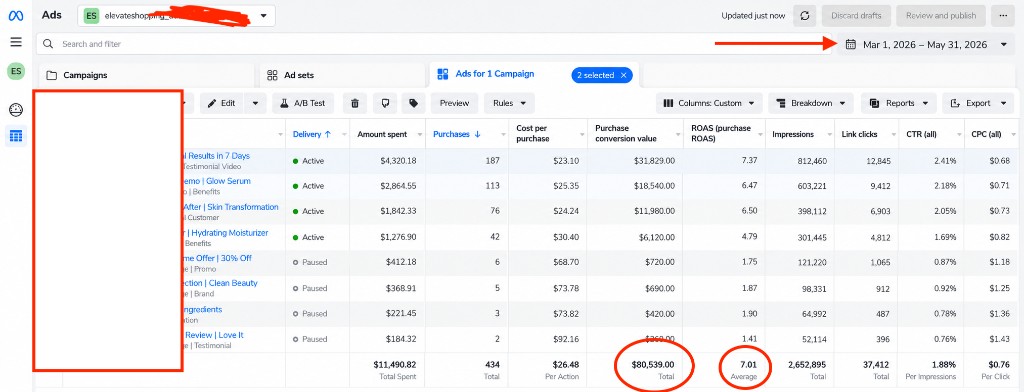 Ads
ES elevateshopping_
Updated just now
Discard drafts
Review and publish
Search and filter
Mar 1, 2026 – May 31, 2026
ES
Campaigns
Ad sets
Ads for 1 Campaign
2 selected ×
Edit
A/B Test
Preview
Rules
Columns: Custom
Breakdown
Reports
Export
Delivery ↑ Amount spent Purchases ↓ Cost per purchase Purchase conversion value ROAS (purchase ROAS) Impressions Link clicks CTR (all) CPC (all)
l Results in 7 Days Active $4,320.18 187 $23.10 $31,829.00 7.37 812,460 12,845 2.41% $0.68
Testimonial Video
emo | Glow Serum Active $2,864.55 113 $25.35 $18,540.00 6.47 603,221 9,412 2.18% $0.71
| Benefits
After | Skin Transformation Active $1,842.33 76 $24.24 $11,980.00 6.50 398,112 6,903 2.05% $0.73
l Customer
r | Hydrating Moisturizer Active $1,276.90 42 $30.40 $6,120.00 4.79 301,445 4,812 1.69% $0.82
Benefits
me Offer | 30% Off Paused $412.18 6 $68.70 $720.00 1.75 121,220 1,065 0.87% $1.18
e | Promo
ction | Clean Beauty Paused $368.91 5 $73.78 $690.00 1.87 98,331 912 0.92% $1.25
e | Brand
ngredients Paused $221.45 3 $73.82 $420.00 1.90 64,992 487 0.78% $1.36
ation
Review | Love It Paused $184.32 2 $92.16 1.41 52,114 396 0.76% $1.43
e | Testimonial
$11,490.82 434 $26.48 $80,539.00 7.01 2,652,895 37,412 1.88% $0.76
Total Spent Total Per Action Total Average Total Total Per Impressions Per Click